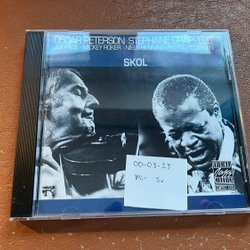 OSCAR PETERSON STEPHANE GRAPPELLI
JOE PASS · MICKEY ROKER · NIELS-HENNING ØRSTED PEDERSEN
SKOL
00-03-23